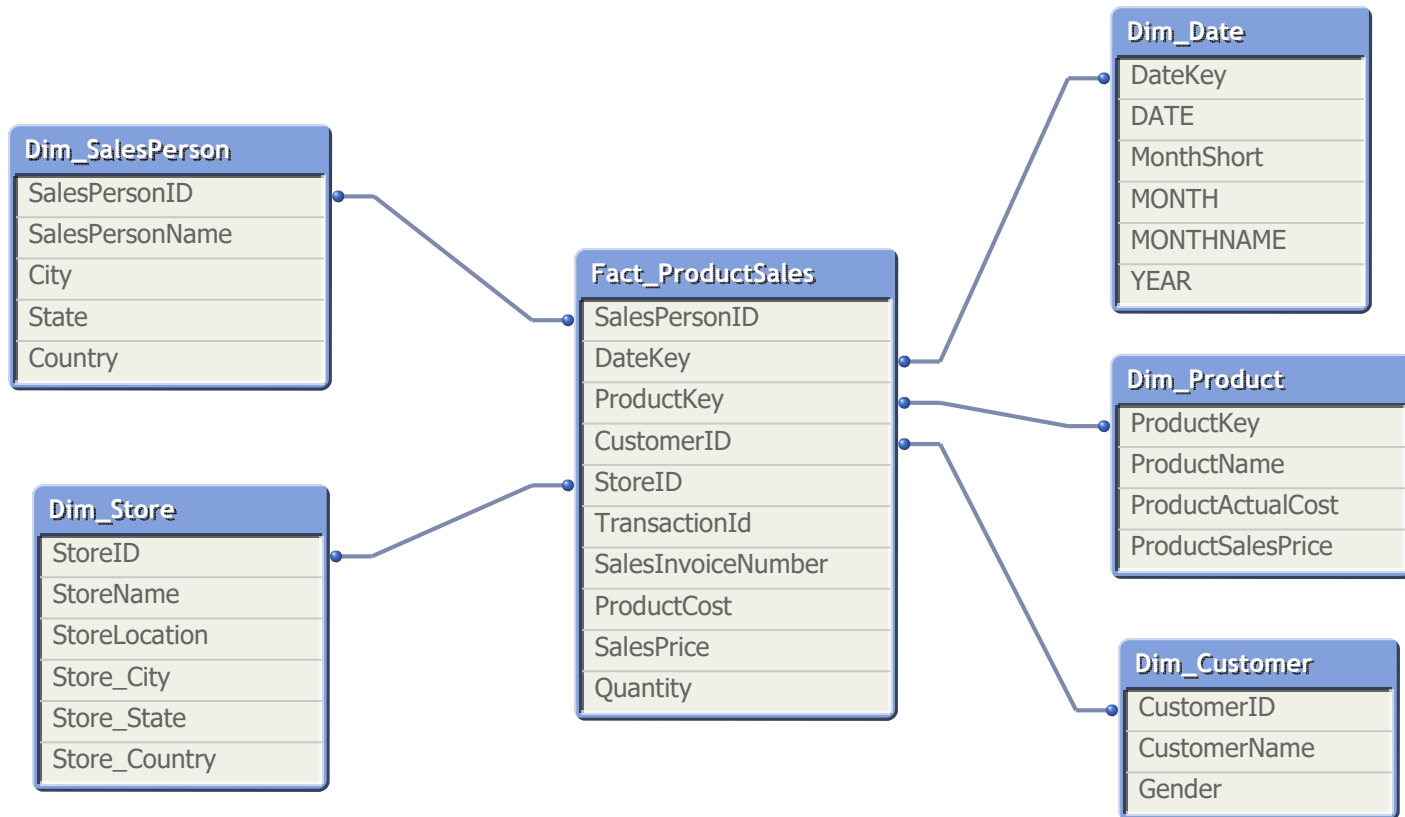 Dim_SalesPerson
SalesPersonID
SalesPersonName
City
State
Country
Dim_Store
StoreID
StoreName
StoreLocation
Store_City
Store_State
Store_Country
Fact_ProductSales
SalesPersonID
DateKey
ProductKey
CustomerID
StoreID
TransactionId
SalesInvoiceNumber
ProductCost
SalesPrice
Quantity
Dim_Date
DateKey
DATE
MonthShort
MONTH
MONTHNAME
YEAR
Dim_Product
ProductKey
ProductName
ProductActualCost
ProductSalesPrice
Dim_Customer
CustomerID
CustomerName
Gender